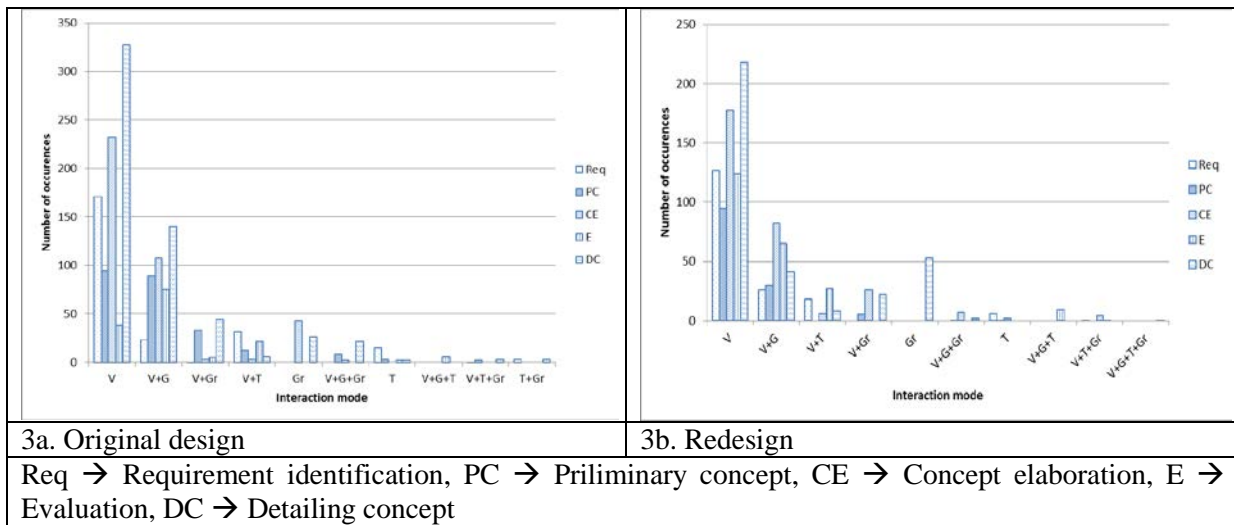 350
300
250
200
150
100
50
0
Number of occurences
V V+G V+Gr V+T Gr V+G+Gr T V+G+T V+T+Gr T+Gr
Interaction mode
Req
PC
CE
E
DC
250
200
150
100
50
0
Number of occurences
V V+G V+T V+Gr Gr V+G+Gr T V+G+T V+T+Gr V+G+T+Gr
Interaction mode
Req
PC
CE
E
DC
3a. Original design
3b. Redesign
Req → Requirement identification, PC → Priliminary concept, CE → Concept elaboration, E →
Evaluation, DC → Detailing concept